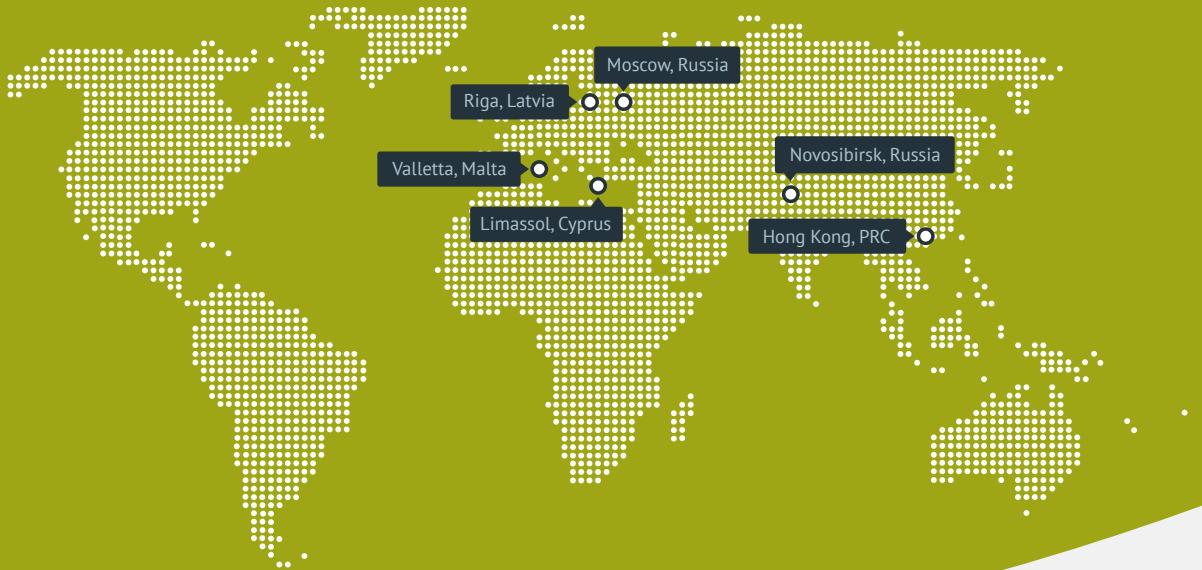 Moscow, Russia
Riga, Latvia
Novosibirsk, Russia
Valletta, Malta
Limassol, Cyprus
Hong Kong, PRC